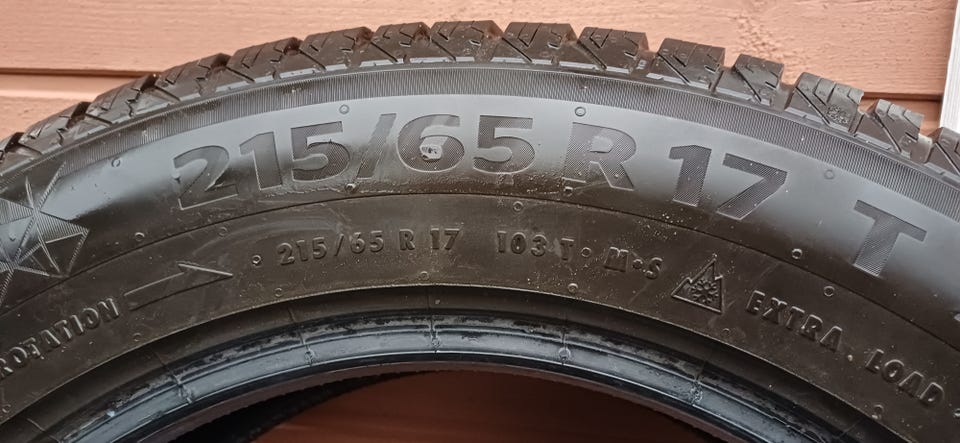 215/65 R 17 T
ROTATION 215/65 R 17 103 T • M•S EXTRA LOAD